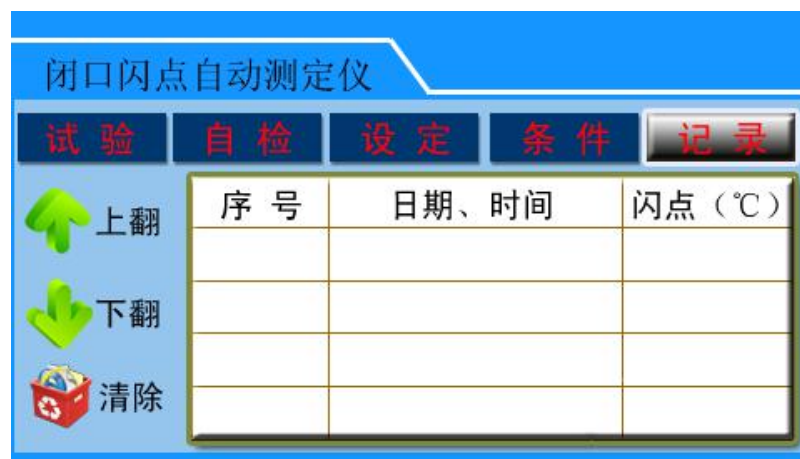 闭口闪点自动测定仪
试 验 自 检 设 定 条 件 记 录
上翻
序 号 日期、时间 闪点（℃）
下翻
清除